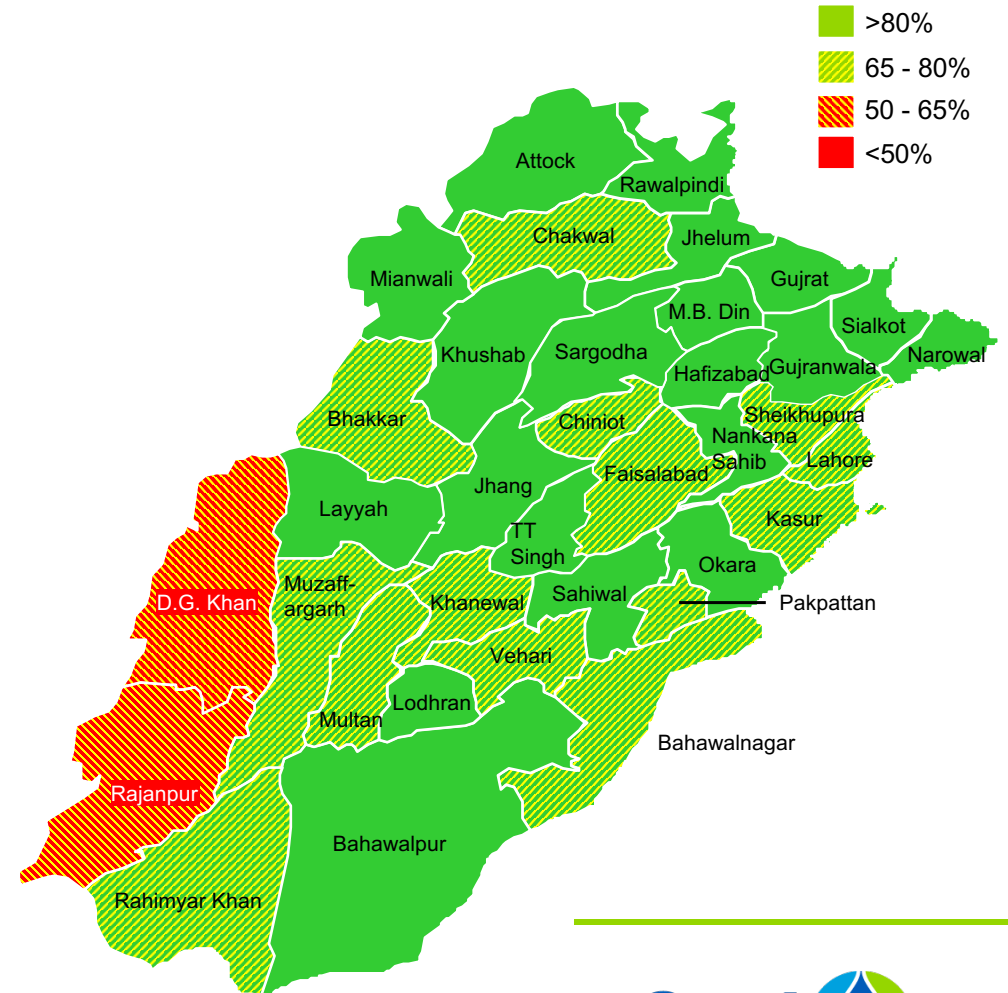 >80%
65 - 80%
50 - 65%
<50%
Attock
Rawalpindi
Chakwal
Jhelum
Mianwali
Gujrat
M.B. Din
Sialkot
Khushab
Sargodha
Narowal
Hafizabad
Gujranwala
Bhakkar
Chiniot
Sheikhupura
Nankana
Sahib
Lahore
Faisalabad
Jhang
Layyah
Kasur
TT
Singh
Okara
Muzaff-
argarh
D.G. Khan
Khanewal
Sahiwal
Pakpattan
Vehari
Lodhran
Multan
Bahawalnagar
Rajanpur
Bahawalpur
Rahimyar Khan